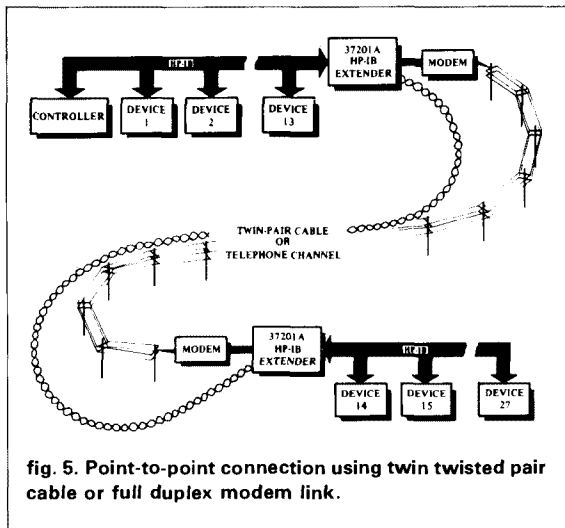 37201A
HP-IB
EXTENDER
MODEM
HP-IB
CONTROLLER
DEVICE
1
DEVICE
2
DEVICE
13
TWIN-PAIR CABLE
OR
TELEPHONE CHANNEL
37201A
HP-IB
EXTENDER
MODEM
HP-IB
DEVICE
14
DEVICE
15
DEVICE
27
fig. 5. Point-to-point connection using twin twisted pair
cable or full duplex modem link.